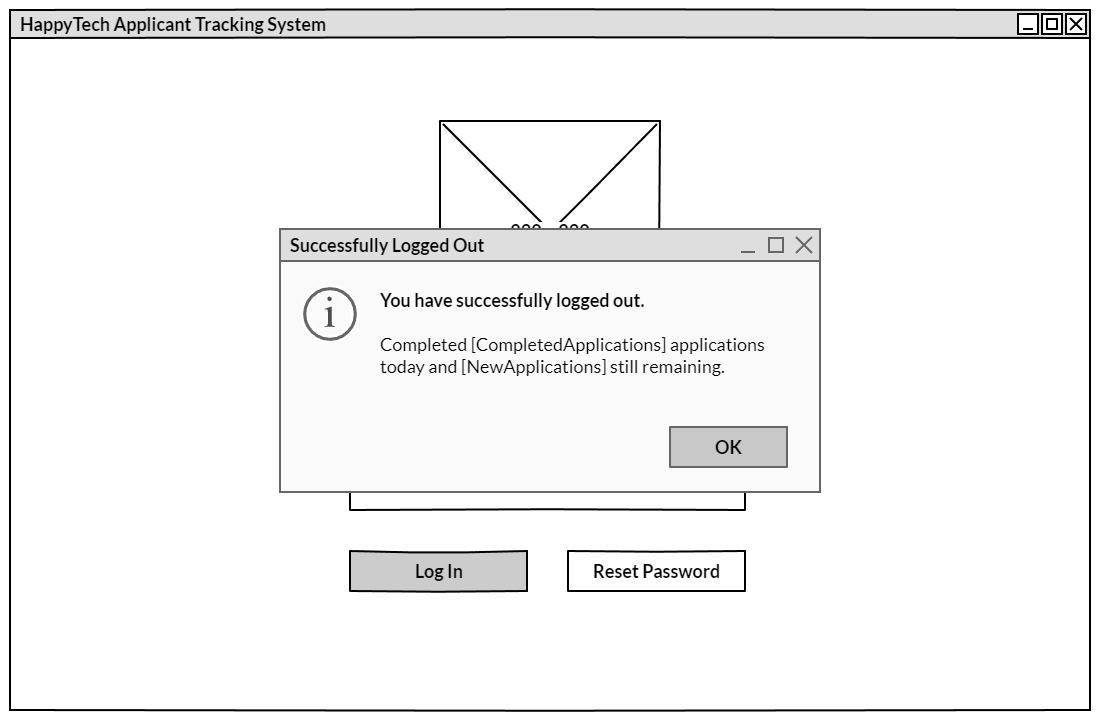 HappyTech Applicant Tracking System
Successfully Logged Out
You have successfully logged out.
Completed [CompletedApplications] applications
today and [NewApplications] still remaining.
OK
Log In
Reset Password